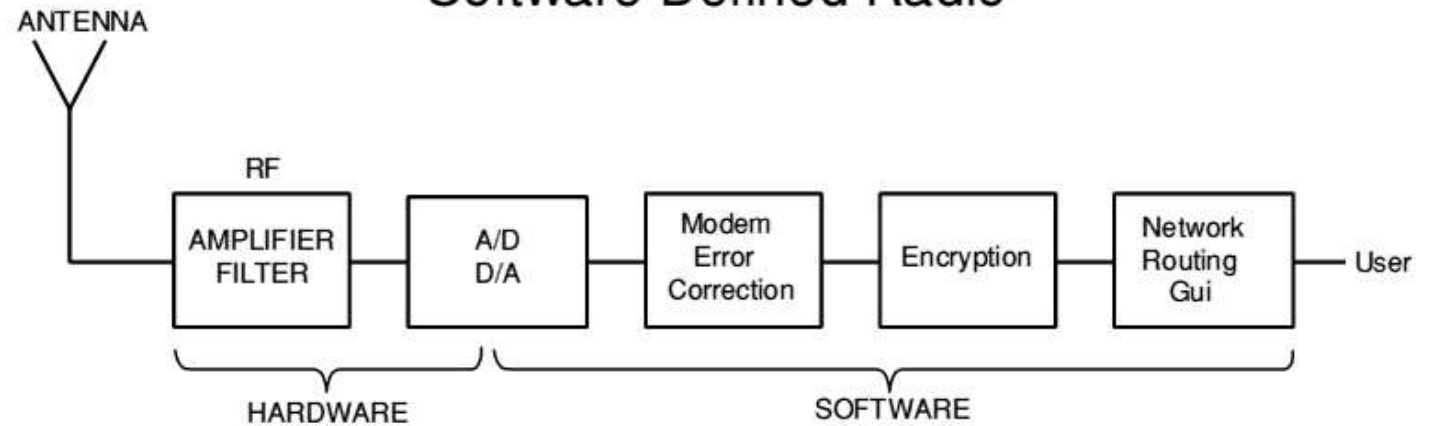 Software Defined Radio
ANTENNA
RF
AMPLIFIER
FILTER
A/D
D/A
Modem
Error
Correction
Encryption
Network
Routing
Gui
User
HARDWARE
SOFTWARE